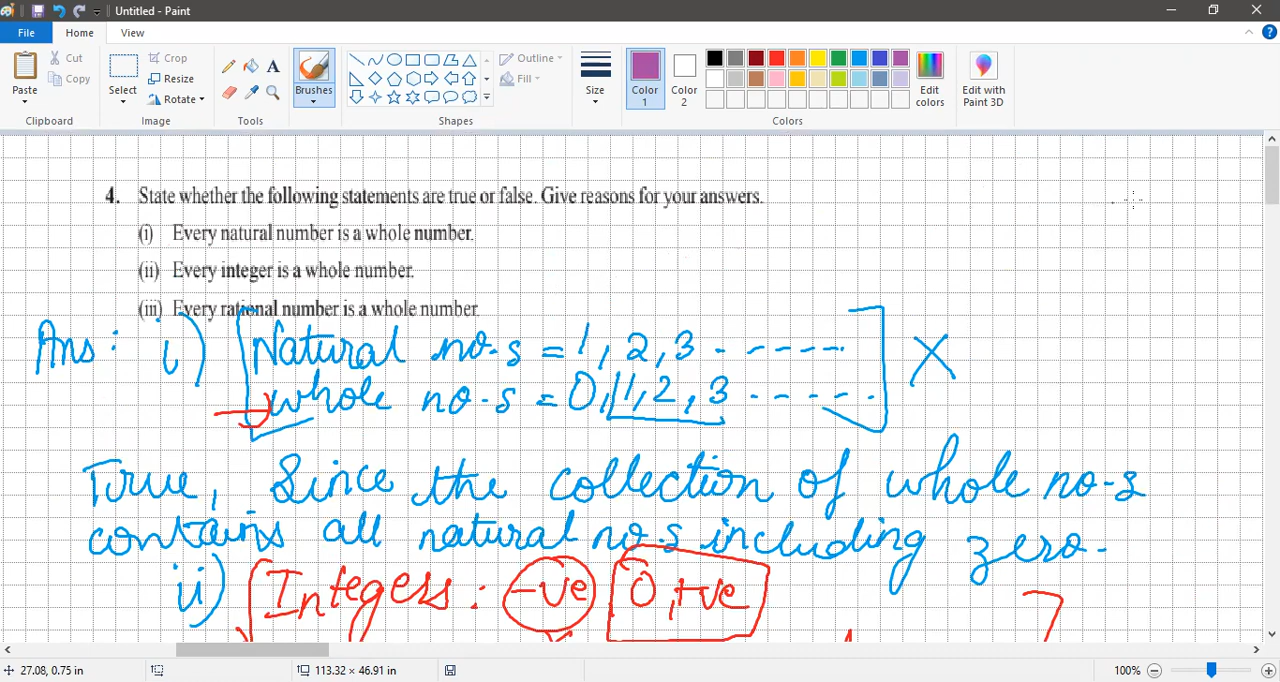 Untitled - Paint
File Home View
Paste
Cut
Copy
Clipboard
Select
Crop
Resize
Rotate
Image
A
Tools
Brushes
Outline
Fill
Shapes
Size
Color 1
Color 2
Edit colors
Colors
Edit with Paint 3D
4. State whether the following statements are true or false. Give reasons for your answers.
(i) Every natural number is a whole number.
(ii) Every integer is a whole number.
(iii) Every rational number is a whole number.
Ans: i) Natural no-s = 1, 2, 3 - - - - - -
whole no-s = 0, 1, 2, 3 - - - - - -
X
True, Since the collection of whole no-s
contains all natural no-s including zero-
ii) Integers: -ve 0, +ve
27.08, 0.75 in
113.32 × 46.91 in
100%